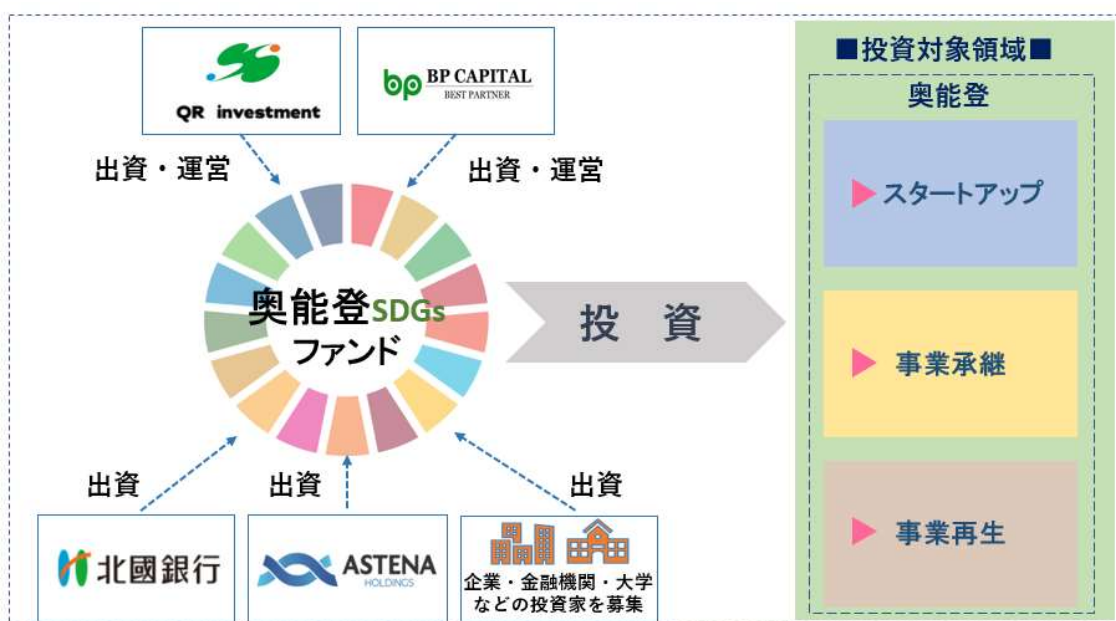 QR investment
bp BP CAPITAL
BEST PARTNER
■投資対象領域■
奥能登
出資・運営
出資・運営
スタートアップ
奥能登SDGs
ファンド
投 資
事業承継
出資
出資
出資
事業再生
北國銀行
ASTENA
HOLDINGS
企業・金融機関・大学
などの投資家を募集